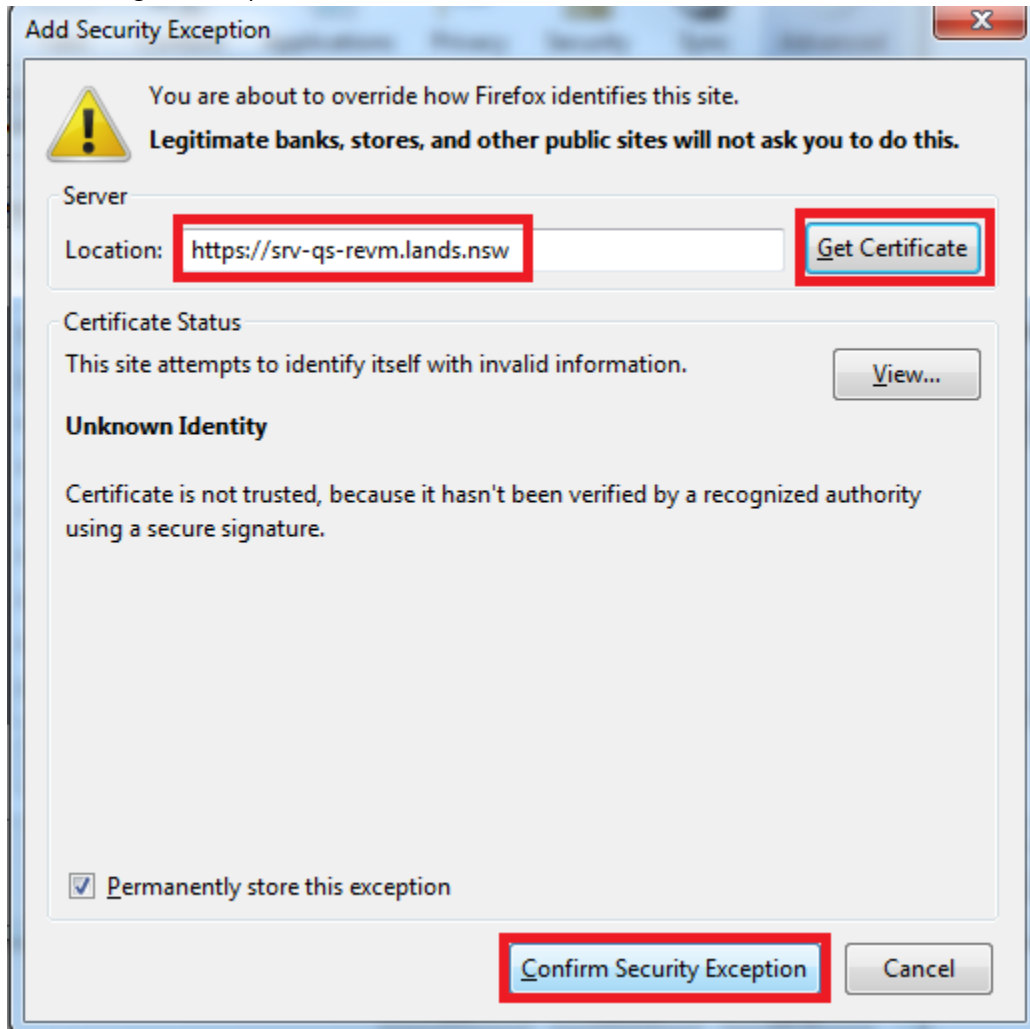 Add Security Exception
X
You are about to override how Firefox identifies this site.
Legitimate banks, stores, and other public sites will not ask you to do this.
Server
Location: https://srv-qs-revm.lands.nsw Get Certificate
Certificate Status
This site attempts to identify itself with invalid information. View...
Unknown Identity
Certificate is not trusted, because it hasn't been verified by a recognized authority
using a secure signature.
Permanently store this exception
Confirm Security Exception Cancel